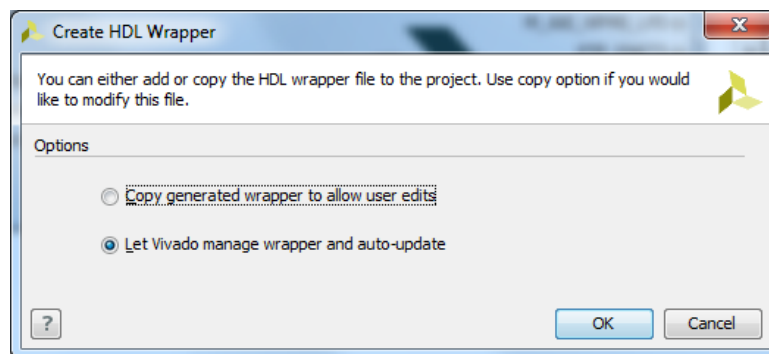 Create HDL Wrapper
You can either add or copy the HDL wrapper file to the project. Use copy option if you would
like to modify this file.
Options
Copy generated wrapper to allow user edits
Let Vivado manage wrapper and auto-update
?
OK
Cancel